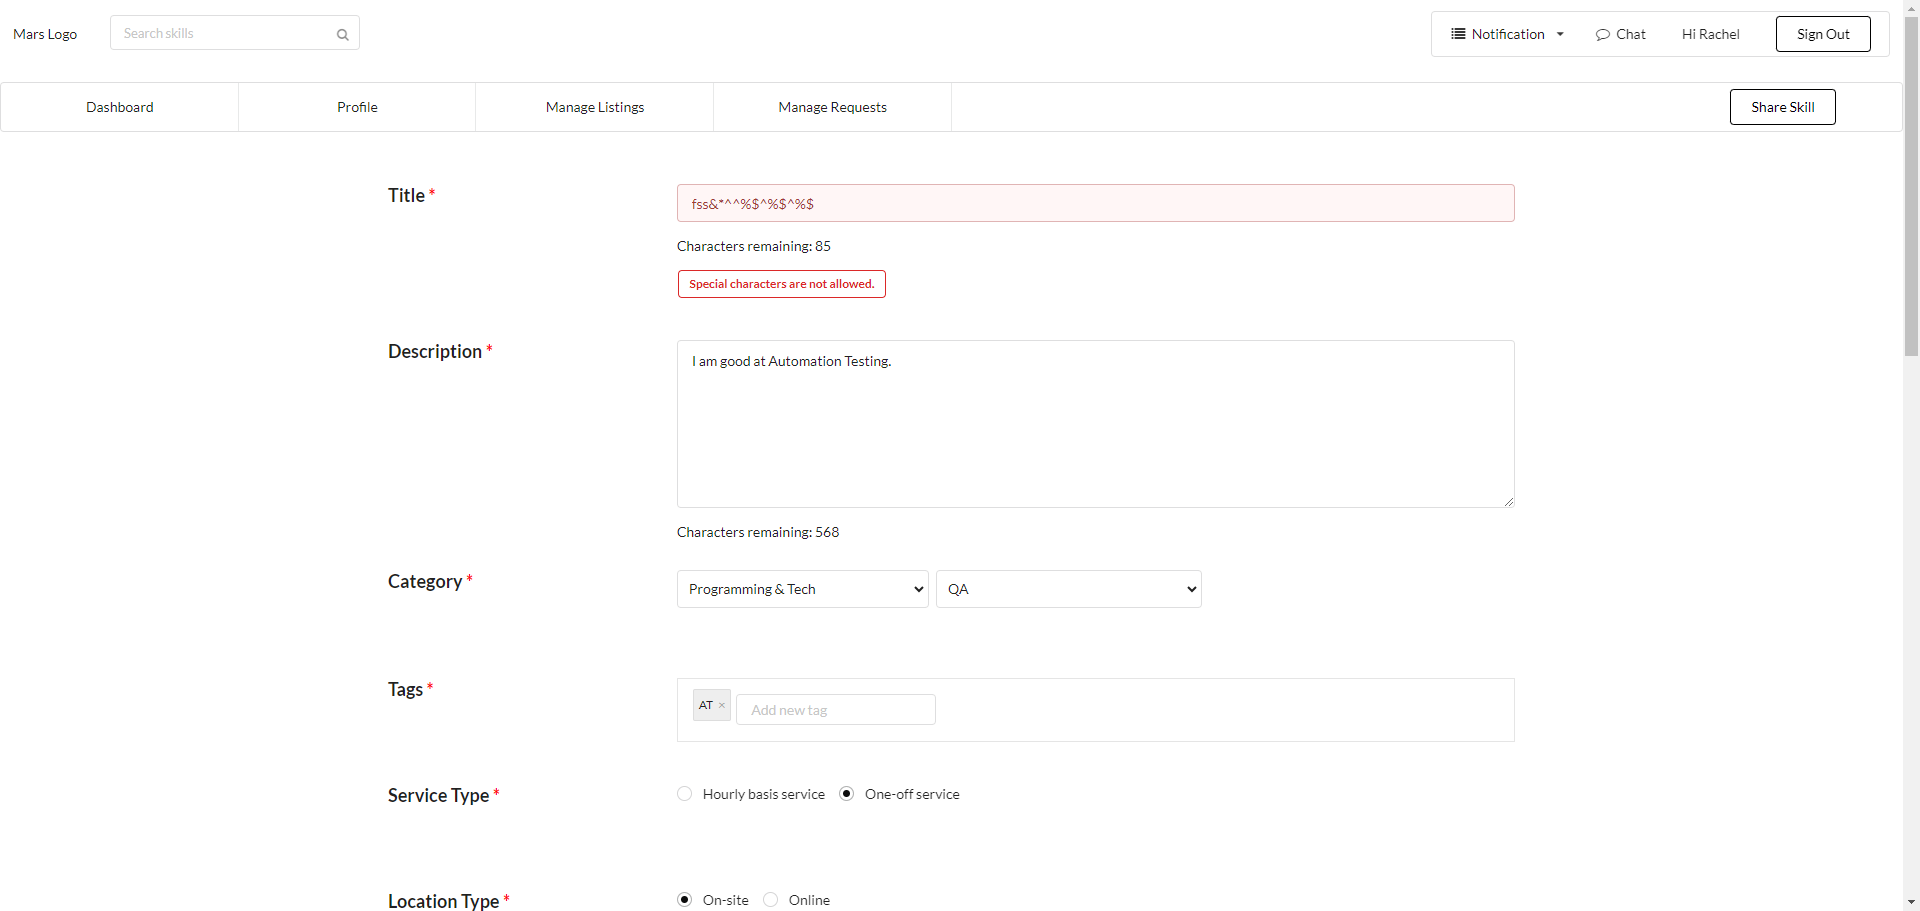 Mars Logo
Search skills
Notification
Chat
Hi Rachel
Sign Out
Dashboard
Profile
Manage Listings
Manage Requests
Share Skill
Title *
fss&*^^%$^%$^%$
Characters remaining: 85
Special characters are not allowed.
Description *
I am good at Automation Testing.
Characters remaining: 568
Category *
Programming & Tech
QA
Tags *
AT ×
Add new tag
Service Type *
Hourly basis service
One-off service
Location Type *
On-site
Online